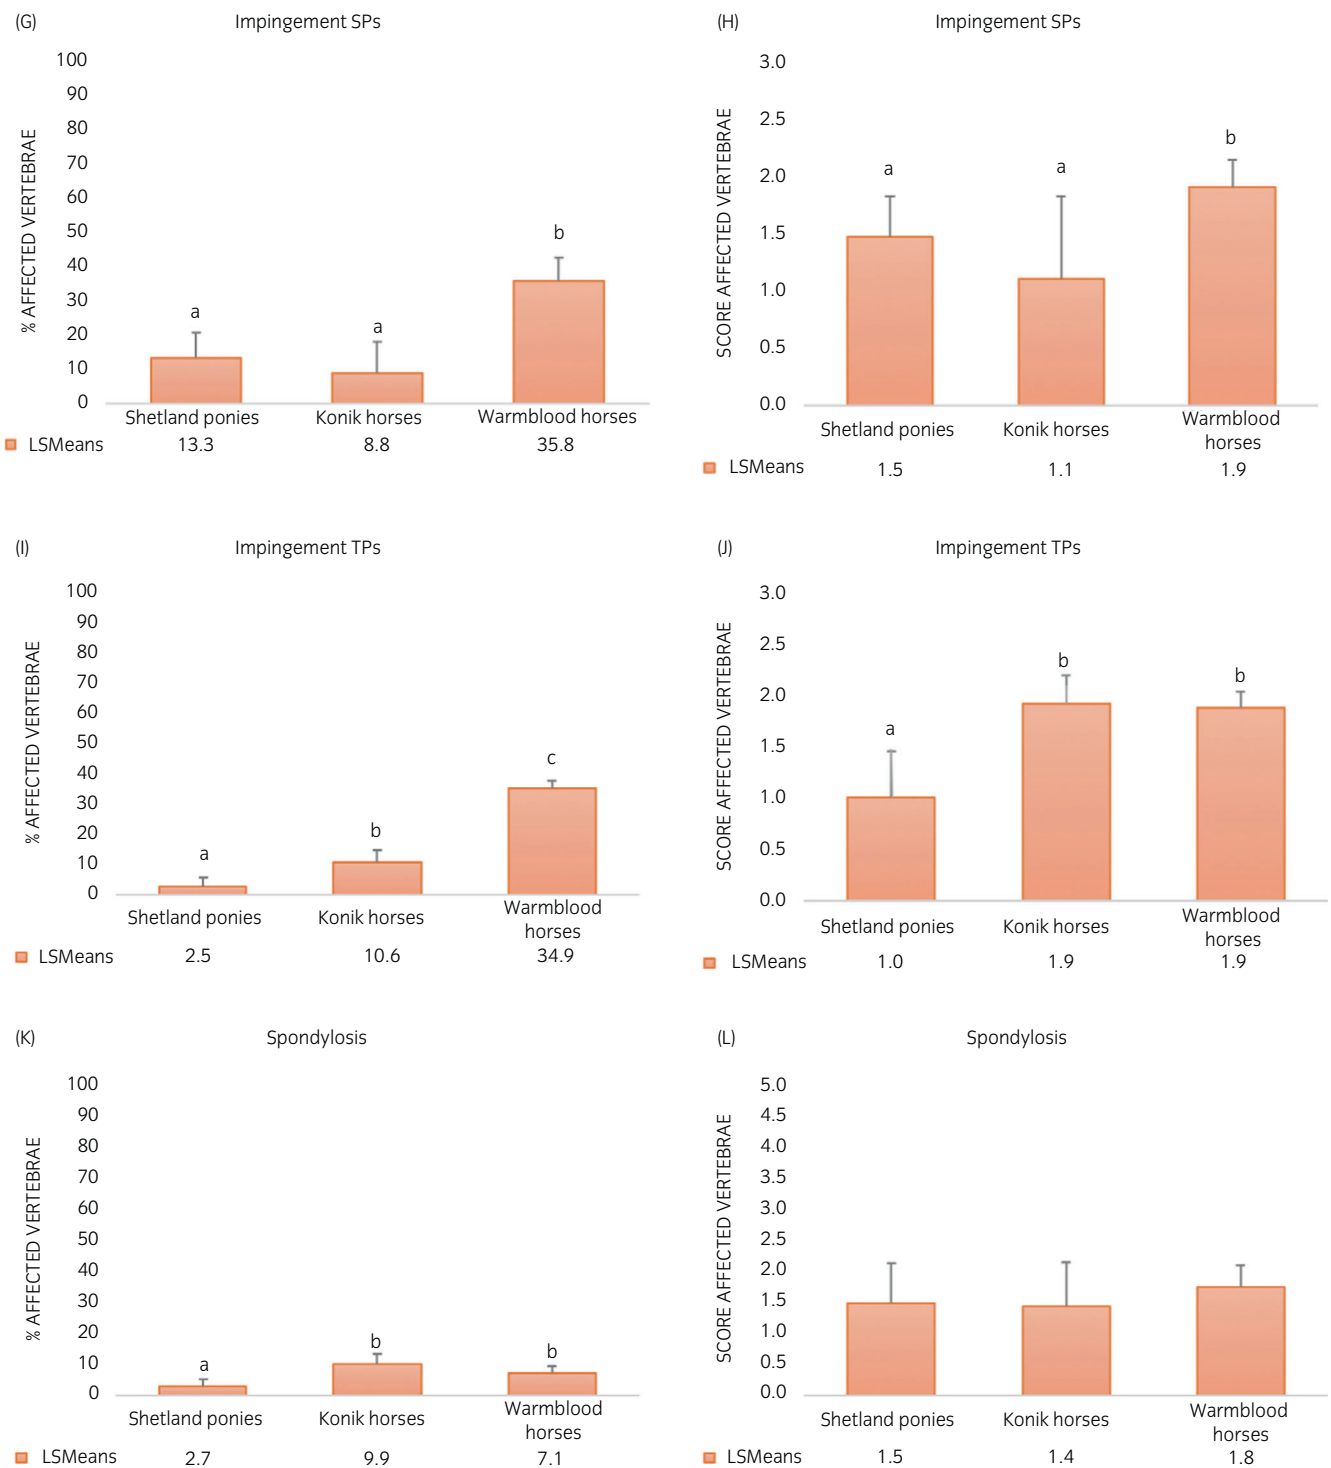 (G) Impingement SPs
100
90
80
70
60
50
40
30
20
10
0
% AFFECTED VERTEBRAE
a
a
b
Shetland ponies Konik horses Warmblood horses
LSMeans 13.3 8.8 35.8
(H) Impingement SPs
3.0
2.5
2.0
1.5
1.0
0.5
0.0
SCORE AFFECTED VERTEBRAE
a
a
b
Shetland ponies Konik horses Warmblood
horses
LSMeans 1.5 1.1 1.9
(I) Impingement TPs
100
90
80
70
60
50
40
30
20
10
0
% AFFECTED VERTEBRAE
a
b
c
Shetland ponies Konik horses Warmblood
horses
LSMeans 2.5 10.6 34.9
(J) Impingement TPs
3.0
2.5
2.0
1.5
1.0
0.5
0.0
SCORE AFFECTED VERTEBRAE
a
b
b
Shetland ponies Konik horses Warmblood
horses
LSMeans 1.0 1.9 1.9
(K) Spondylosis
100
90
80
70
60
50
40
30
20
10
0
% AFFECTED VERTEBRAE
a
b
b
Shetland ponies Konik horses Warmblood
horses
LSMeans 2.7 9.9 7.1
(L) Spondylosis
5.0
4.5
4.0
3.5
3.0
2.5
2.0
1.5
1.0
0.5
0.0
SCORE AFFECTED VERTEBRAE
Shetland ponies Konik horses Warmblood
horses
LSMeans 1.5 1.4 1.8